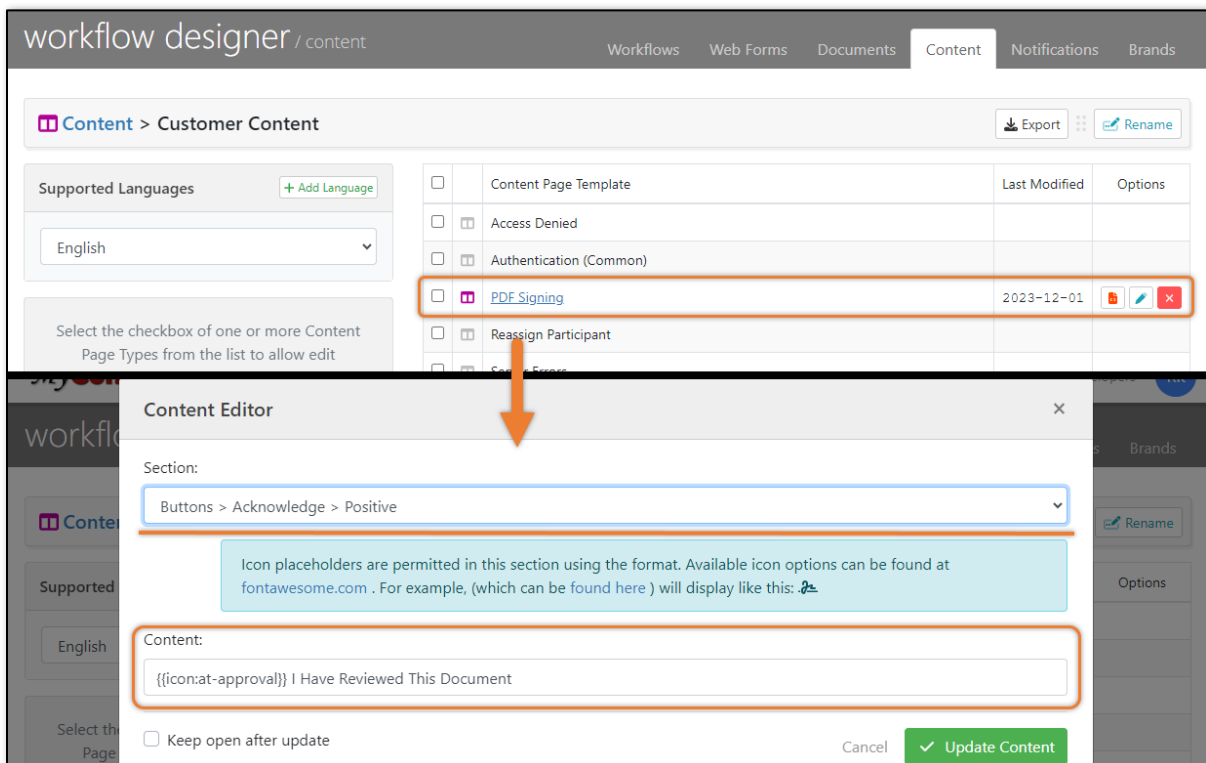 workflow designer / content
Workflows Web Forms Documents Content Notifications Brands
Content > Customer Content
Export Rename
Supported Languages
+ Add Language
English
Select the checkbox of one or more Content
Page Types from the list to allow edit
Content Page Template Last Modified Options
Access Denied
Authentication (Common)
PDF Signing 2023-12-01
Reassign Participant
Server Errors
workflo
Brands
Conten
Rename
Supported
Options
English
Select the
Page
Content Editor ×
Section:
Buttons > Acknowledge > Positive
Icon placeholders are permitted in this section using the format. Available icon options can be found at
fontawesome.com . For example, (which can be found here ) will display like this: .
Content:
{{icon:at-approval}} I Have Reviewed This Document
Keep open after update
Cancel Update Content